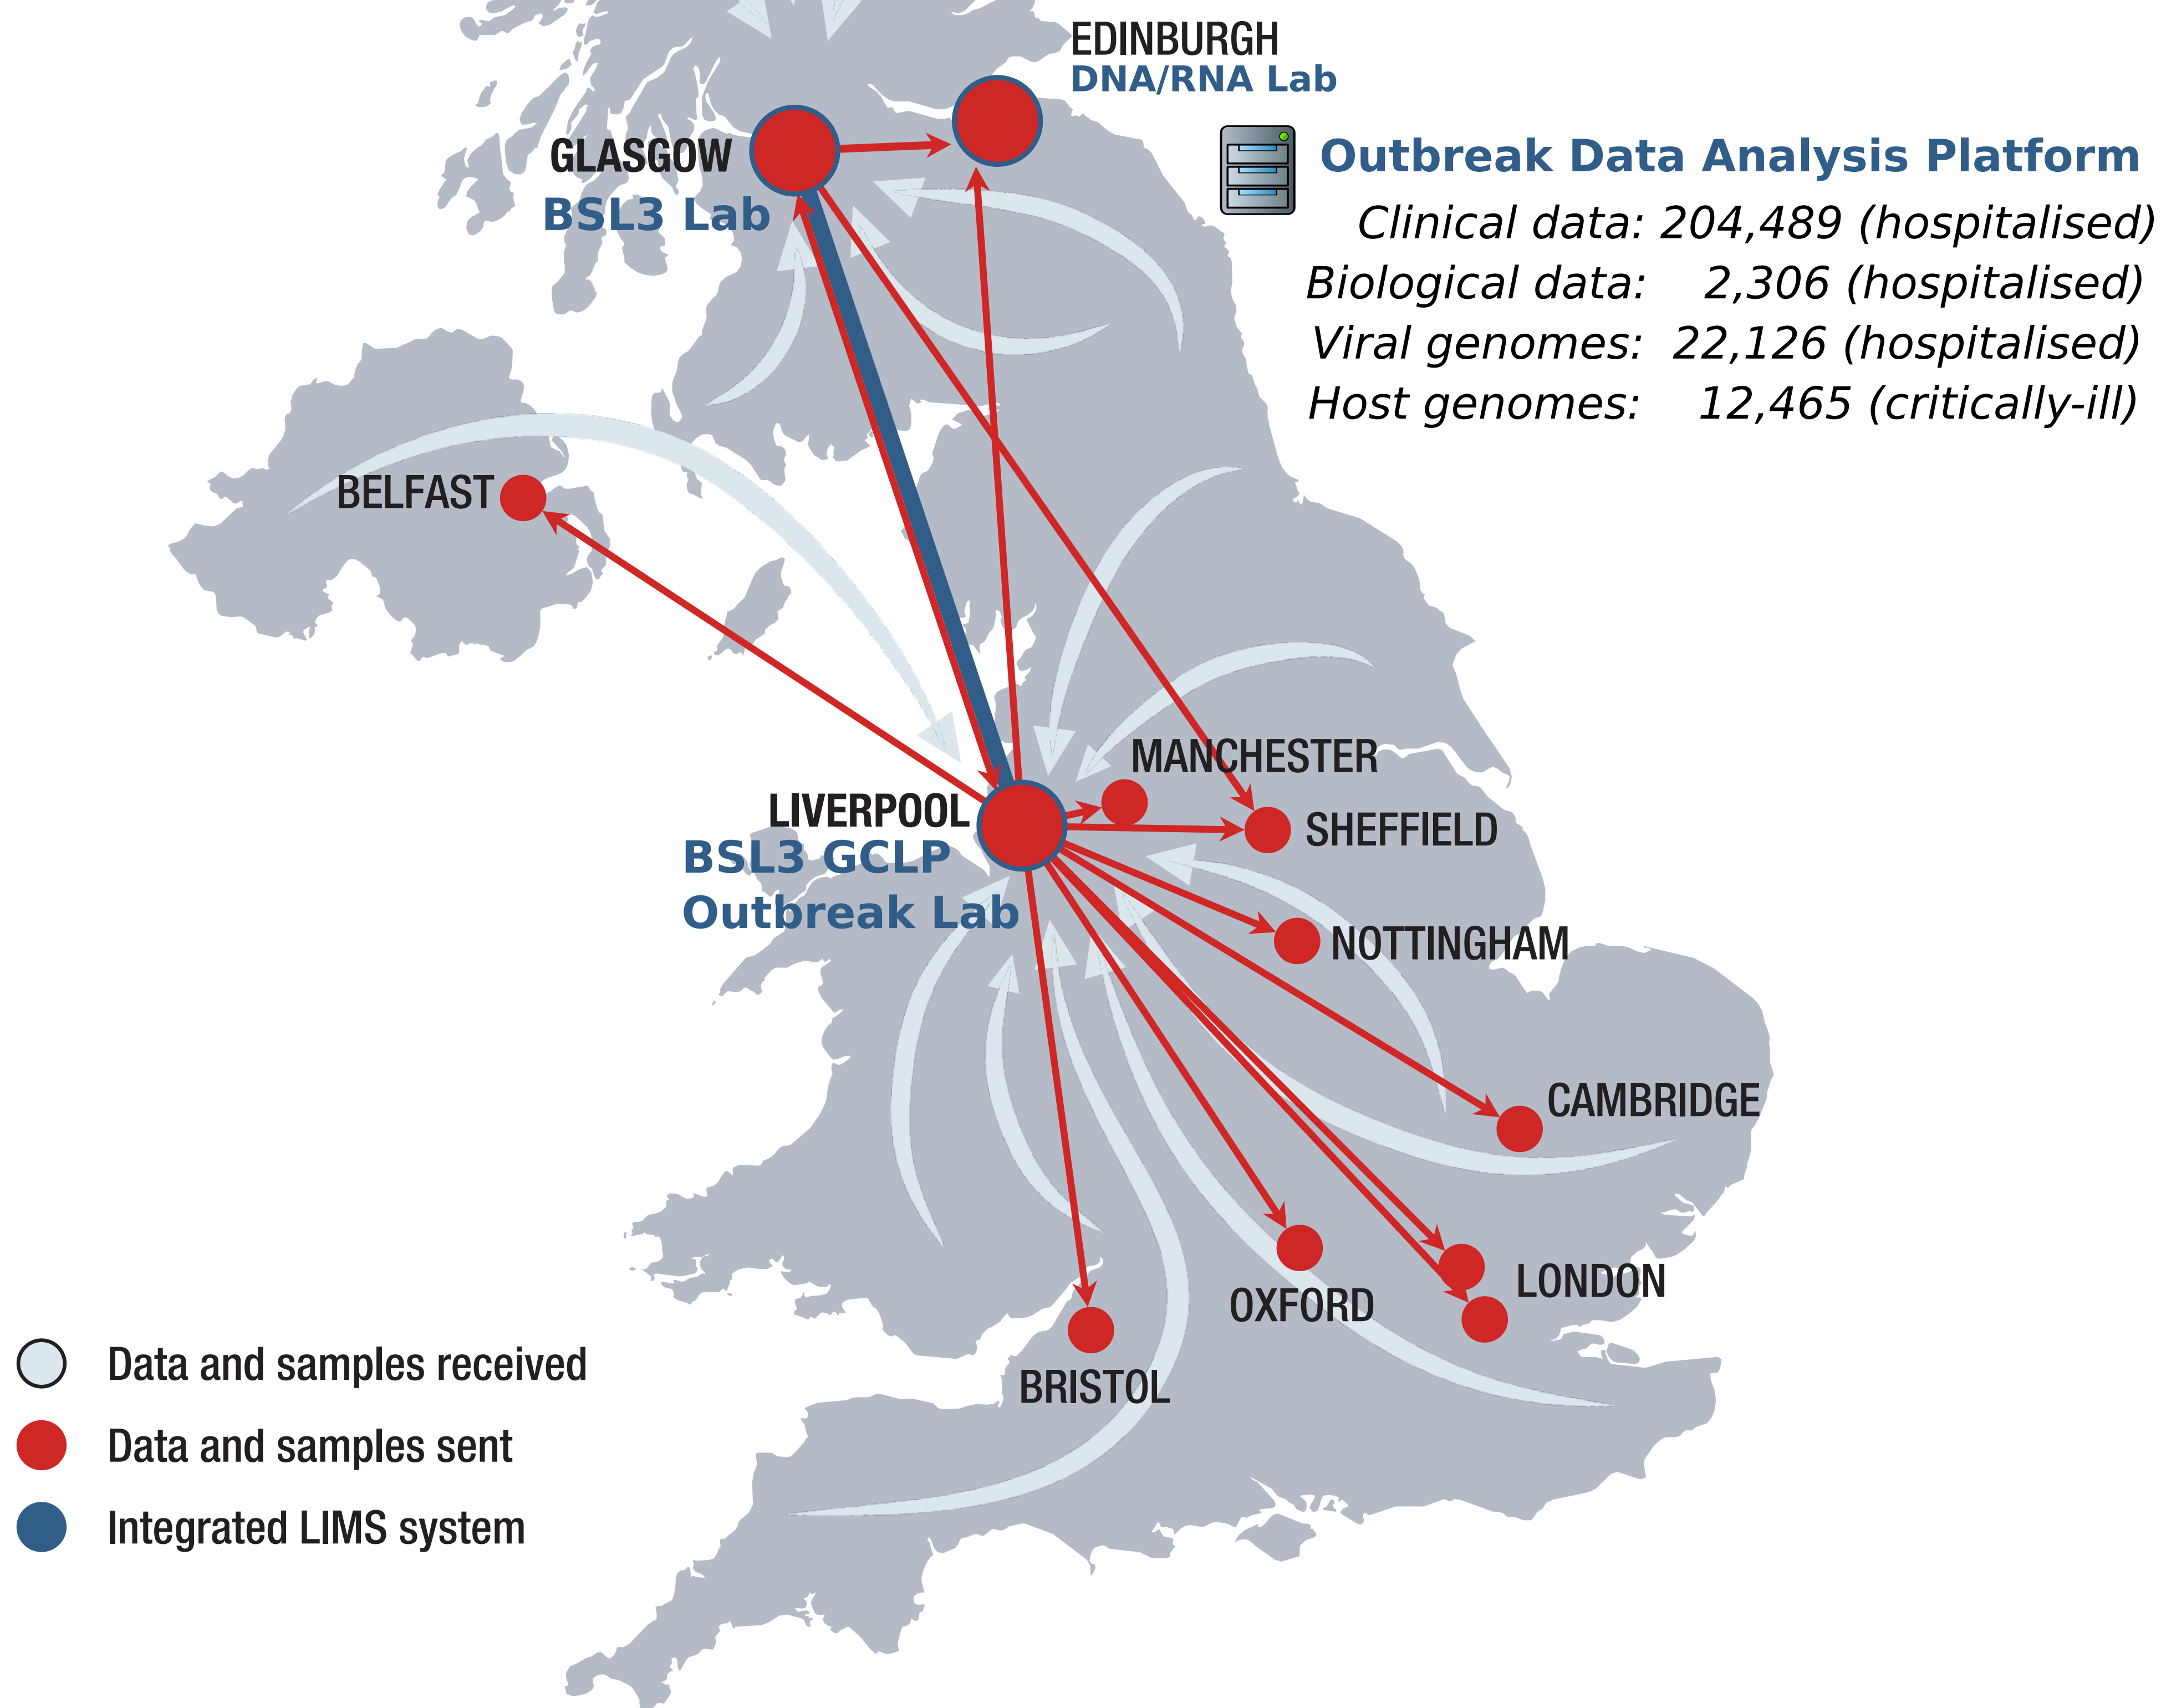 EDINBURGH
DNA/RNA Lab
GLASGOW
BSL3 Lab
Outbreak Data Analysis Platform
Clinical data: 204,489 (hospitalised)
Biological data: 2,306 (hospitalised)
Viral genomes: 22,126 (hospitalised)
Host genomes: 12,465 (critically-ill)
BELFAST
MANCHESTER
LIVERPOOL
BSL3 GCLP
Outbreak Lab
SHEFFIELD
NOTTINGHAM
CAMBRIDGE
LONDON
OXFORD
BRISTOL
Data and samples received
Data and samples sent
Integrated LIMS system